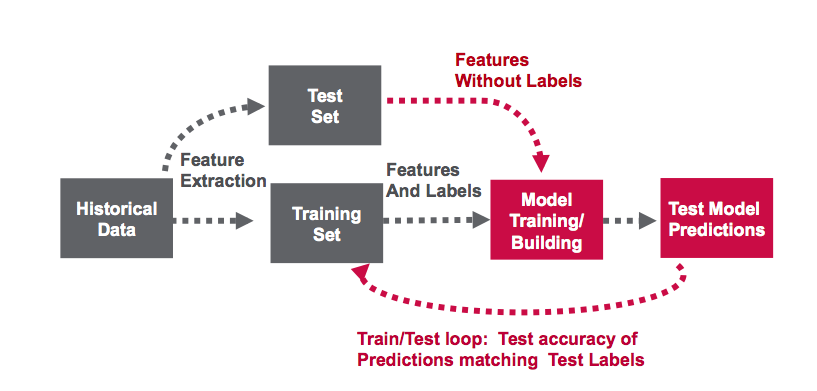 Features
Without Labels
Test
Set
Feature
Extraction
Features
And Labels
Historical
Data
Training
Set
Model
Training/
Building
Test Model
Predictions
Train/Test loop:  Test accuracy of
Predictions matching  Test Labels